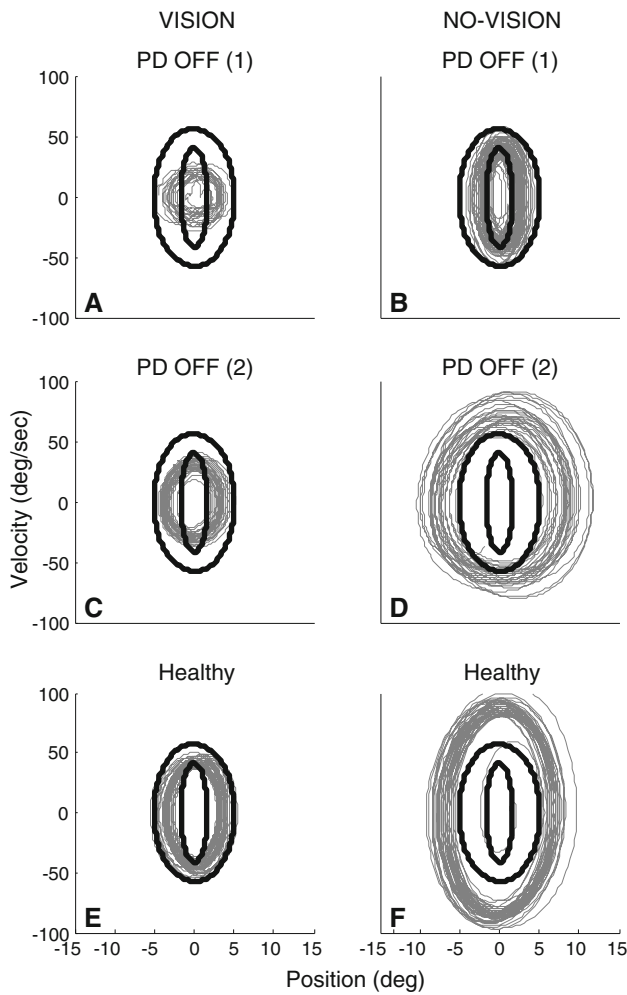 VISION NO-VISION
PD OFF (1) PD OFF (1)
100
50
0
-50
-100
A B
PD OFF (2) PD OFF (2)
100
50
0
-50
-100
C D
Velocity (deg/sec)
Healthy Healthy
100
50
0
-50
-100
E F
-15 -10 -5 0 5 10 15 -15 -10 -5 0 5 10 15
Position (deg)